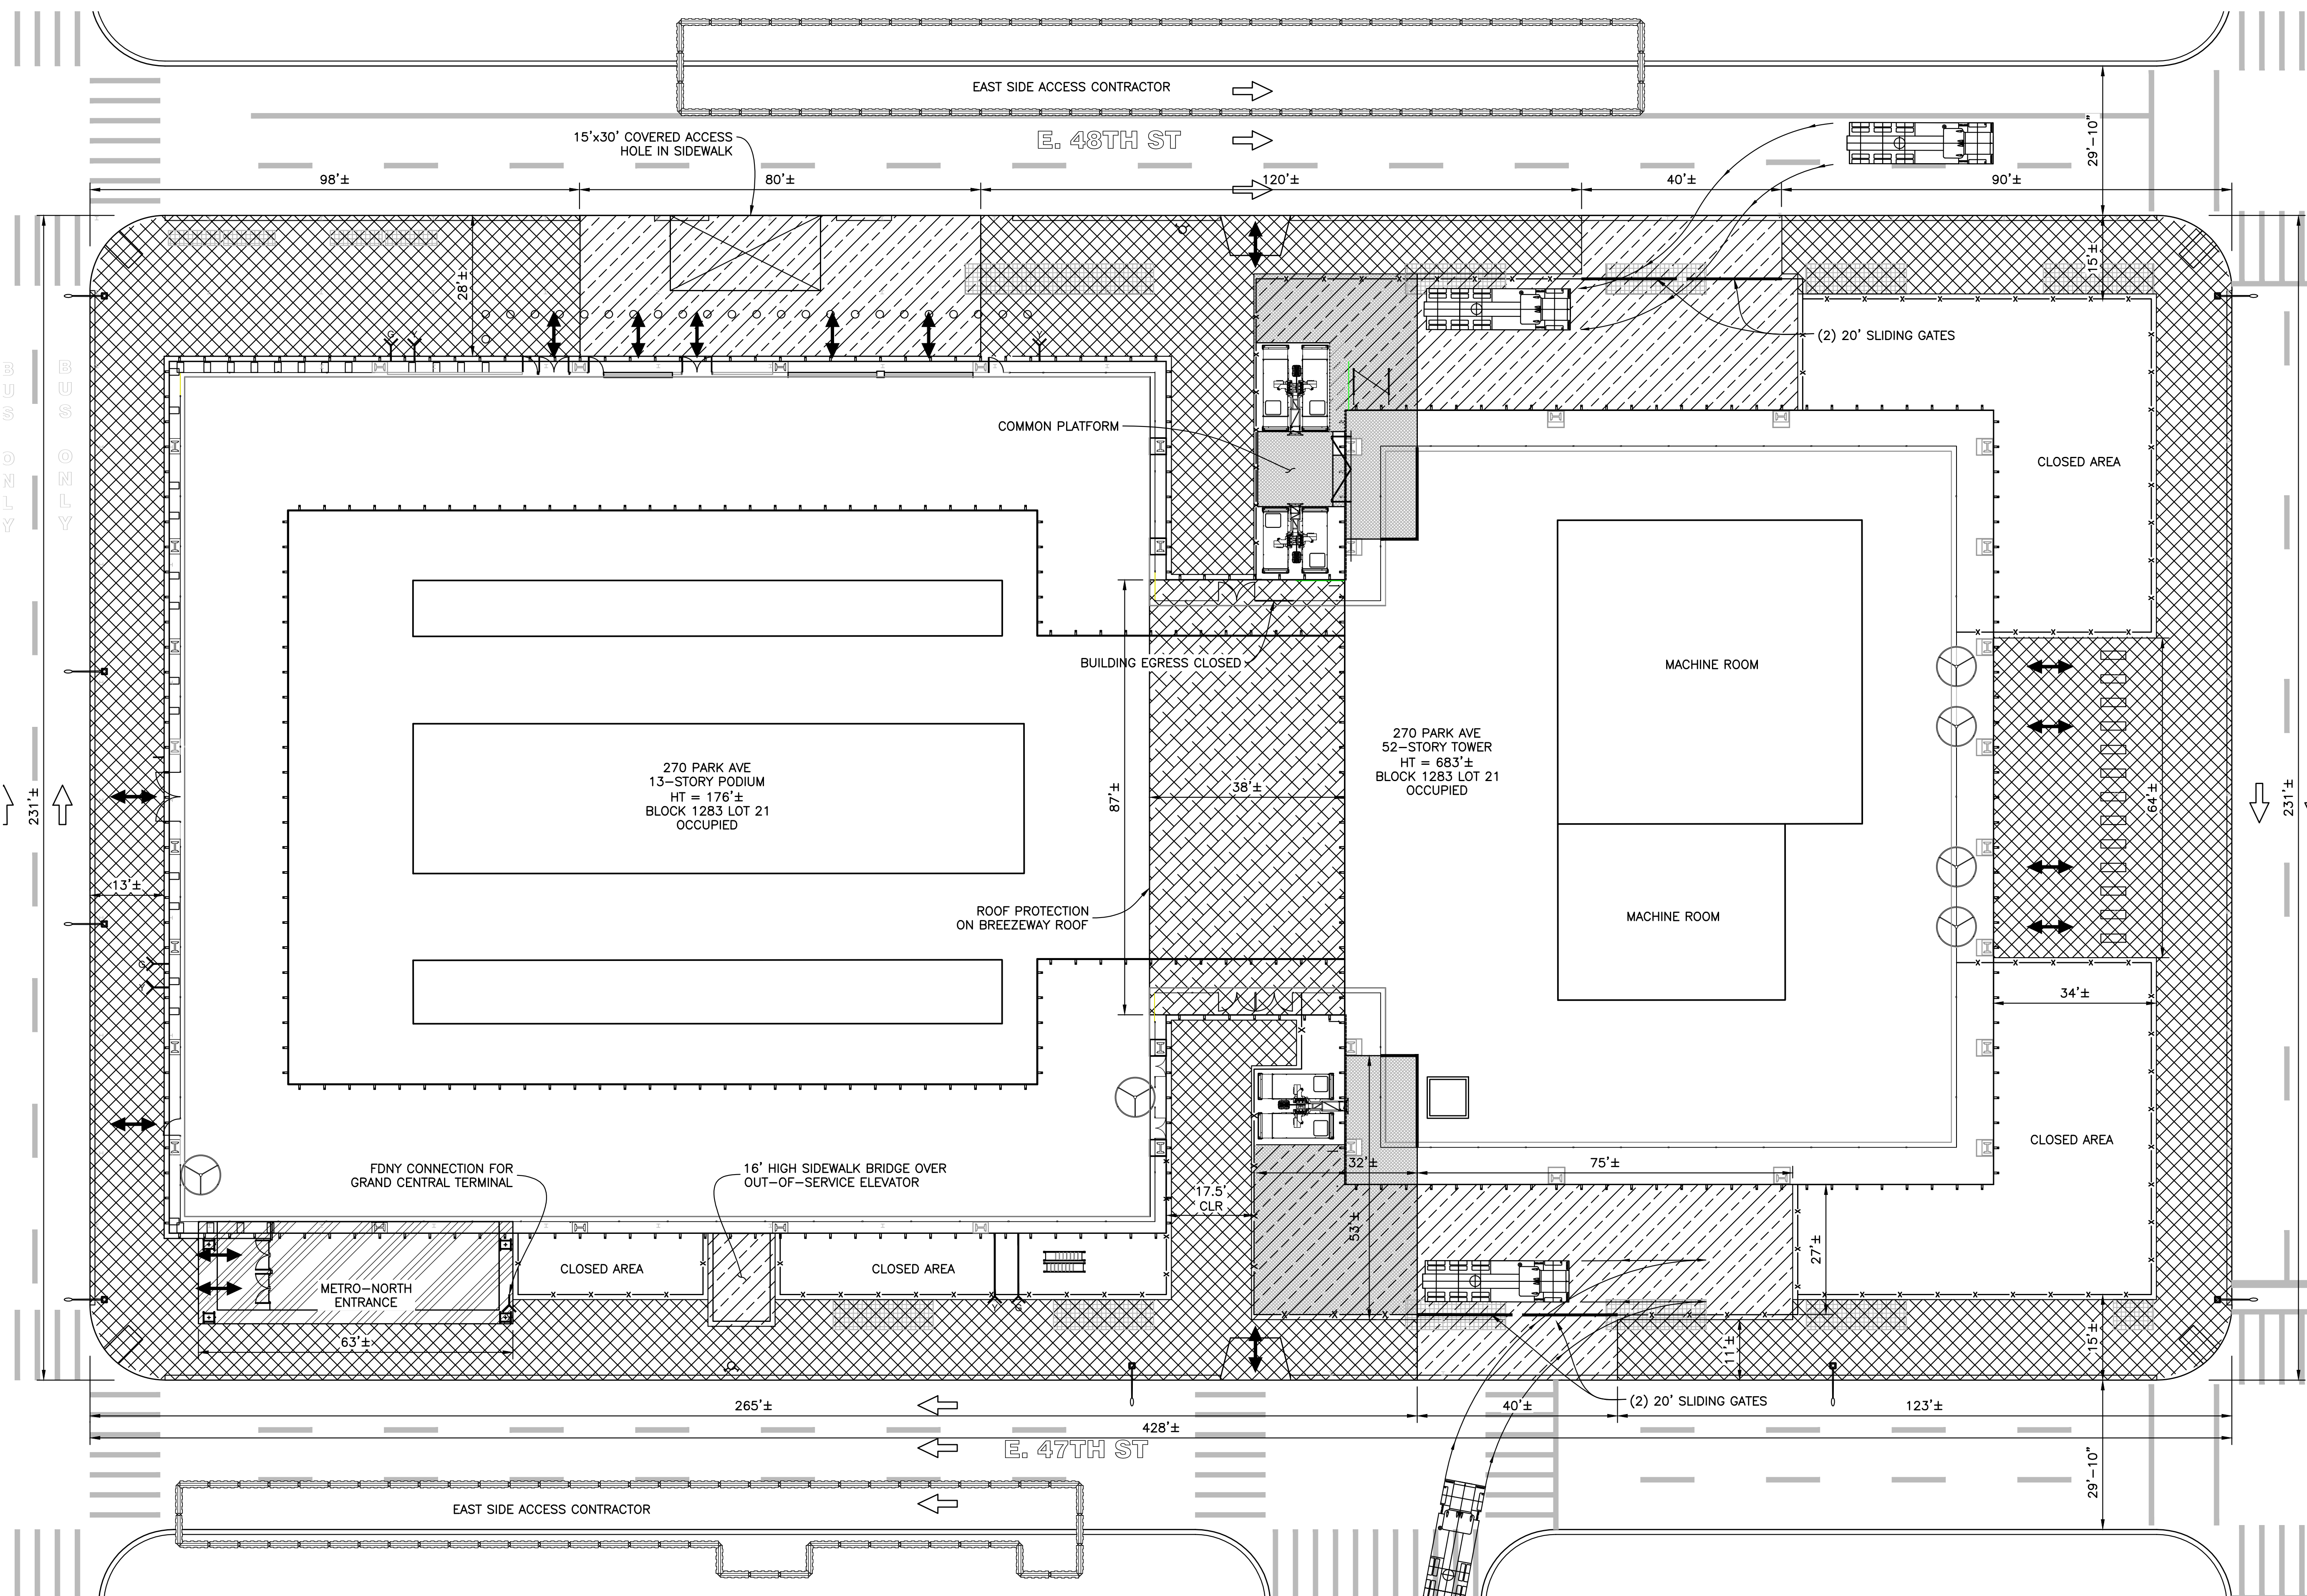 EAST SIDE ACCESS CONTRACTOR
E. 48TH ST
15'x30' COVERED ACCESS
HOLE IN SIDEWALK
29'-10"
98'±
80'±
120'±
40'±
90'±
28'±
15'±
(2) 20' SLIDING GATES
G
Y
Y
BUS ONLY
BUS ONLY
COMMON PLATFORM
CLOSED AREA
BUILDING EGRESS CLOSED
MACHINE ROOM
270 PARK AVE
13-STORY PODIUM
HT = 176'±
BLOCK 1283 LOT 21
OCCUPIED
270 PARK AVE
52-STORY TOWER
HT = 683'±
BLOCK 1283 LOT 21
OCCUPIED
231'±
87'±
38'±
64'±
231'±
13'±
ROOF PROTECTION
ON BREEZEWAY ROOF
MACHINE ROOM
G
34'±
CLOSED AREA
FDNY CONNECTION FOR
GRAND CENTRAL TERMINAL
16' HIGH SIDEWALK BRIDGE OVER
OUT-OF-SERVICE ELEVATOR
17.5'
CLR
32'±
75'±
53'±
27'±
METRO-NORTH
ENTRANCE
CLOSED AREA
CLOSED AREA
Y
G
63'±
11'±
15'±
265'±
40'±
(2) 20' SLIDING GATES
123'±
428'±
E. 47TH ST
29'-10"
EAST SIDE ACCESS CONTRACTOR